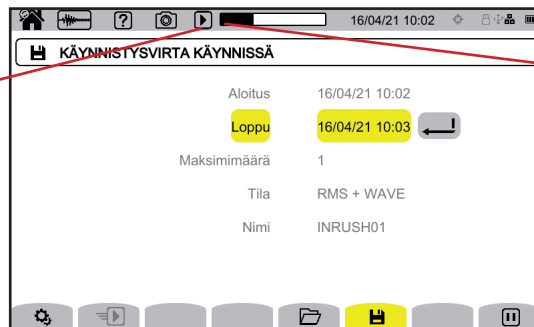 16/04/21 10:02
KÄYNNISTYSVIRTA KÄYNNISSÄ
Aloitus 16/04/21 10:02
Loppu 16/04/21 10:03
Maksimimäärä 1
Tila RMS + WAVE
Nimi INRUSH01